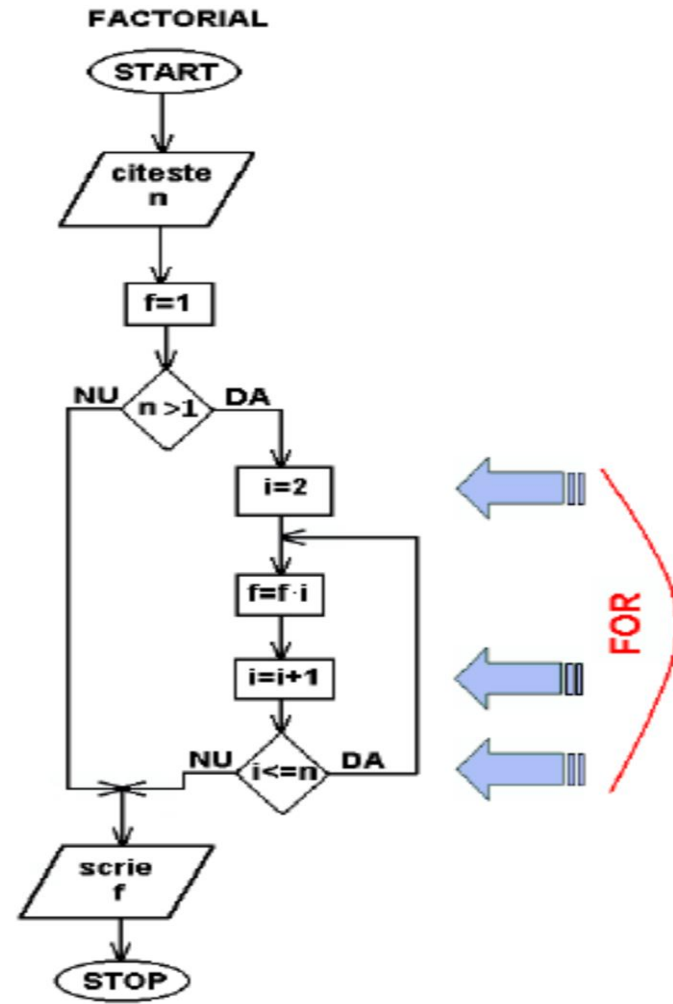 FACTORIAL
START
citeste
n
f=1
NU
n >1
DA
i=2
f=f·i
i=i+1
NU
i<=n
DA
FOR
scrie
f
STOP